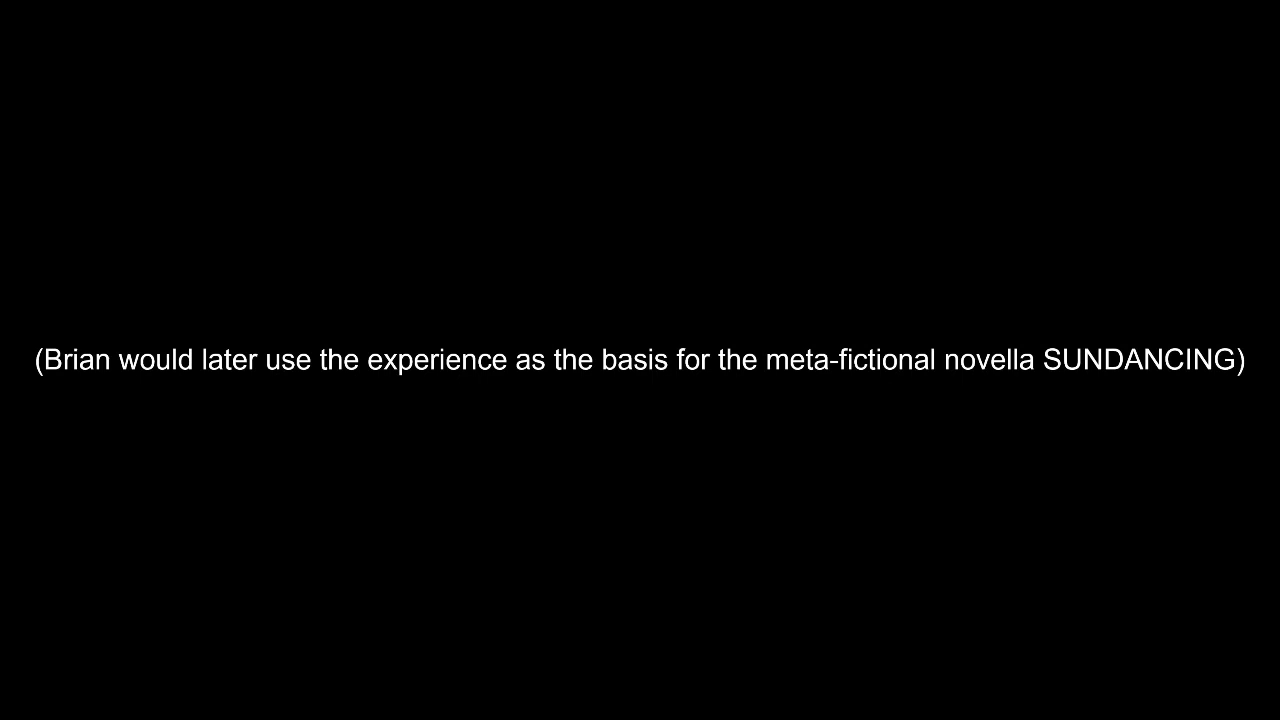 (Brian would later use the experience as the basis for the meta-fictional novella SUNDANCING)